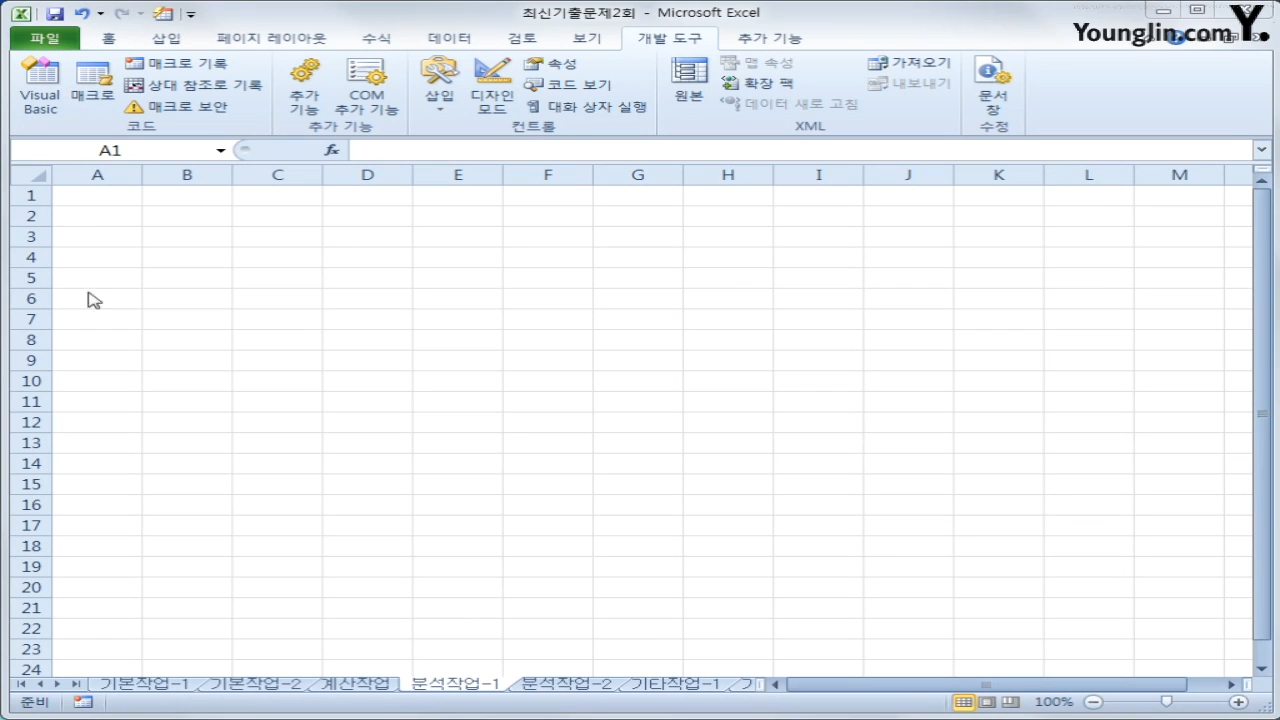 최신기출문제2회 - Microsoft Excel
Younglin.com Y.
파일 홈 삽입 페이지 레이아웃 수식 데이터 검토 보기 개발 도구 추가 기능
Visual Basic
매크로
매크로 기록
상대 참조로 기록
매크로 보안
코드
추가 기능
COM 추가 기능
추가 기능
삽입
디자인 모드
속성
코드 보기
대화 상자 실행
컨트롤
원본
맵 속성
확장 팩
데이터 새로 고침
가져오기
내보내기
XML
문서 창
수정
A1 fx
A B C D E F G H I J K L M
1
2
3
4
5
6
7
8
9
10
11
12
13
14
15
16
17
18
19
20
21
22
23
24
기본작업-1 기본작업-2 계산작업 분석작업-1 분석작업-2 기타작업-1
준비 100%